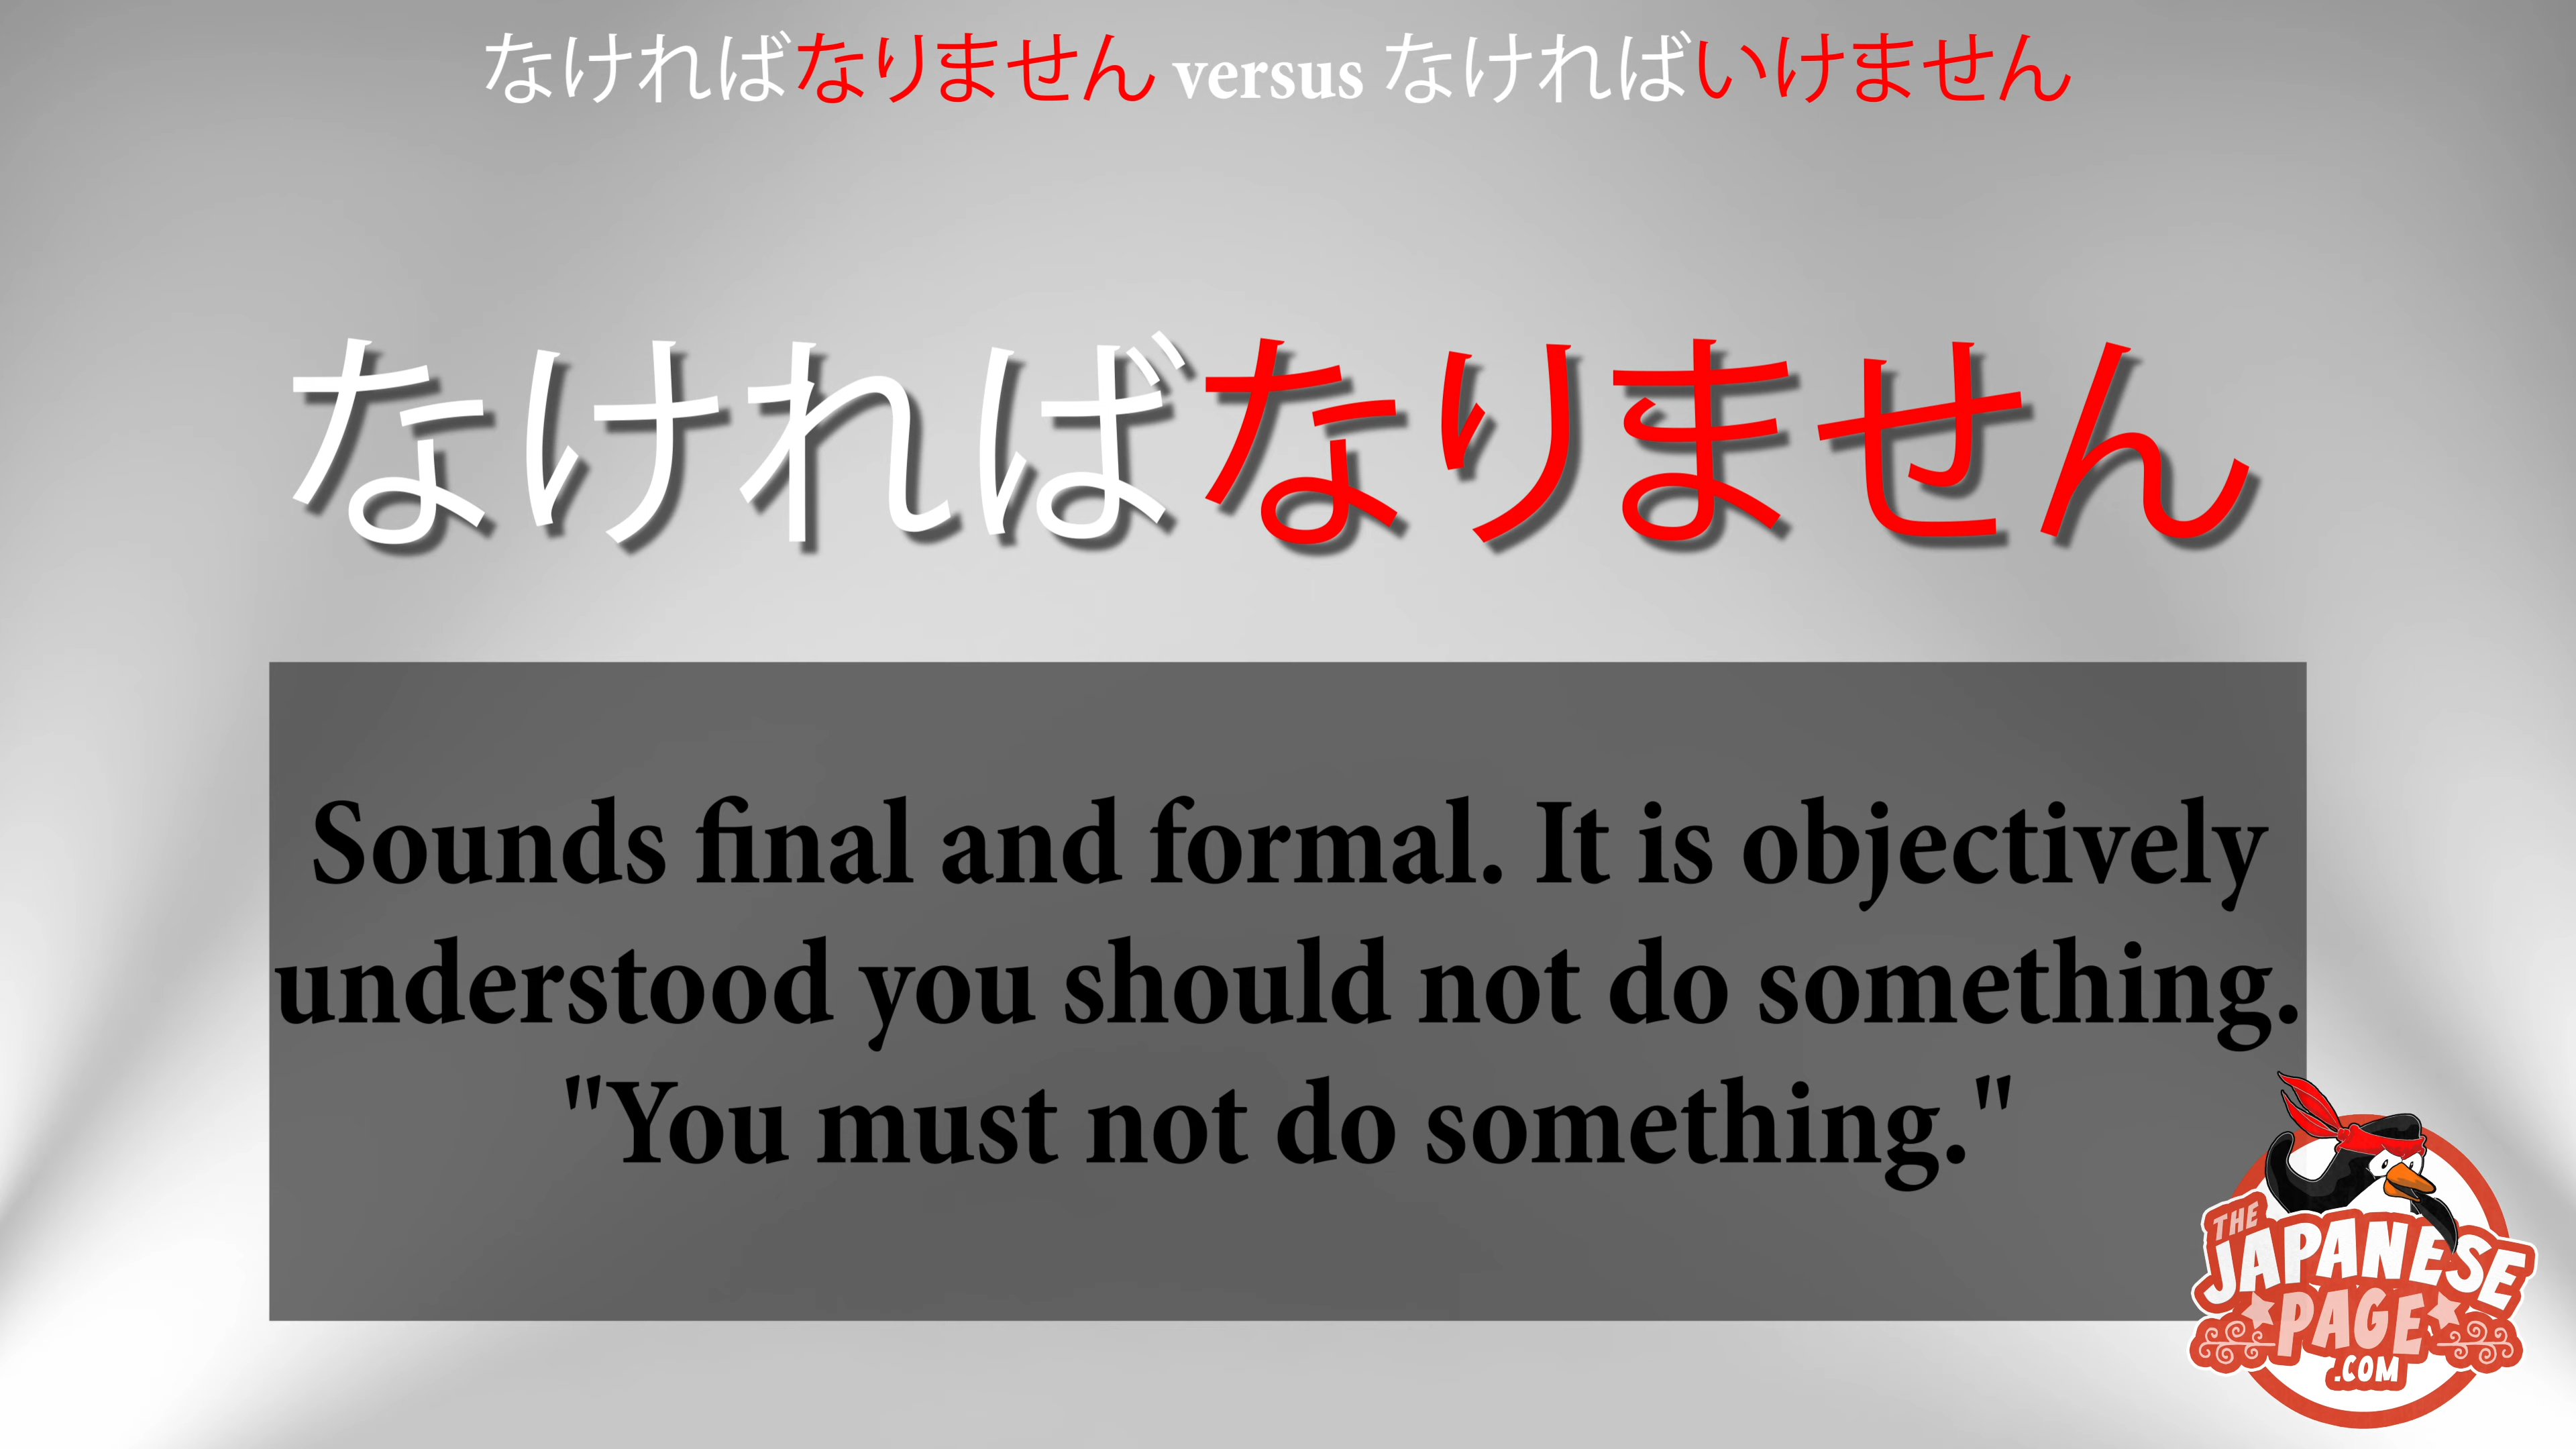 なければなりません versus なければいけません
なければなりません
Sounds final and formal. It is objectively
understood you should not do something.
"You must not do something."
THE
JAPANESE
PAGE
.COM